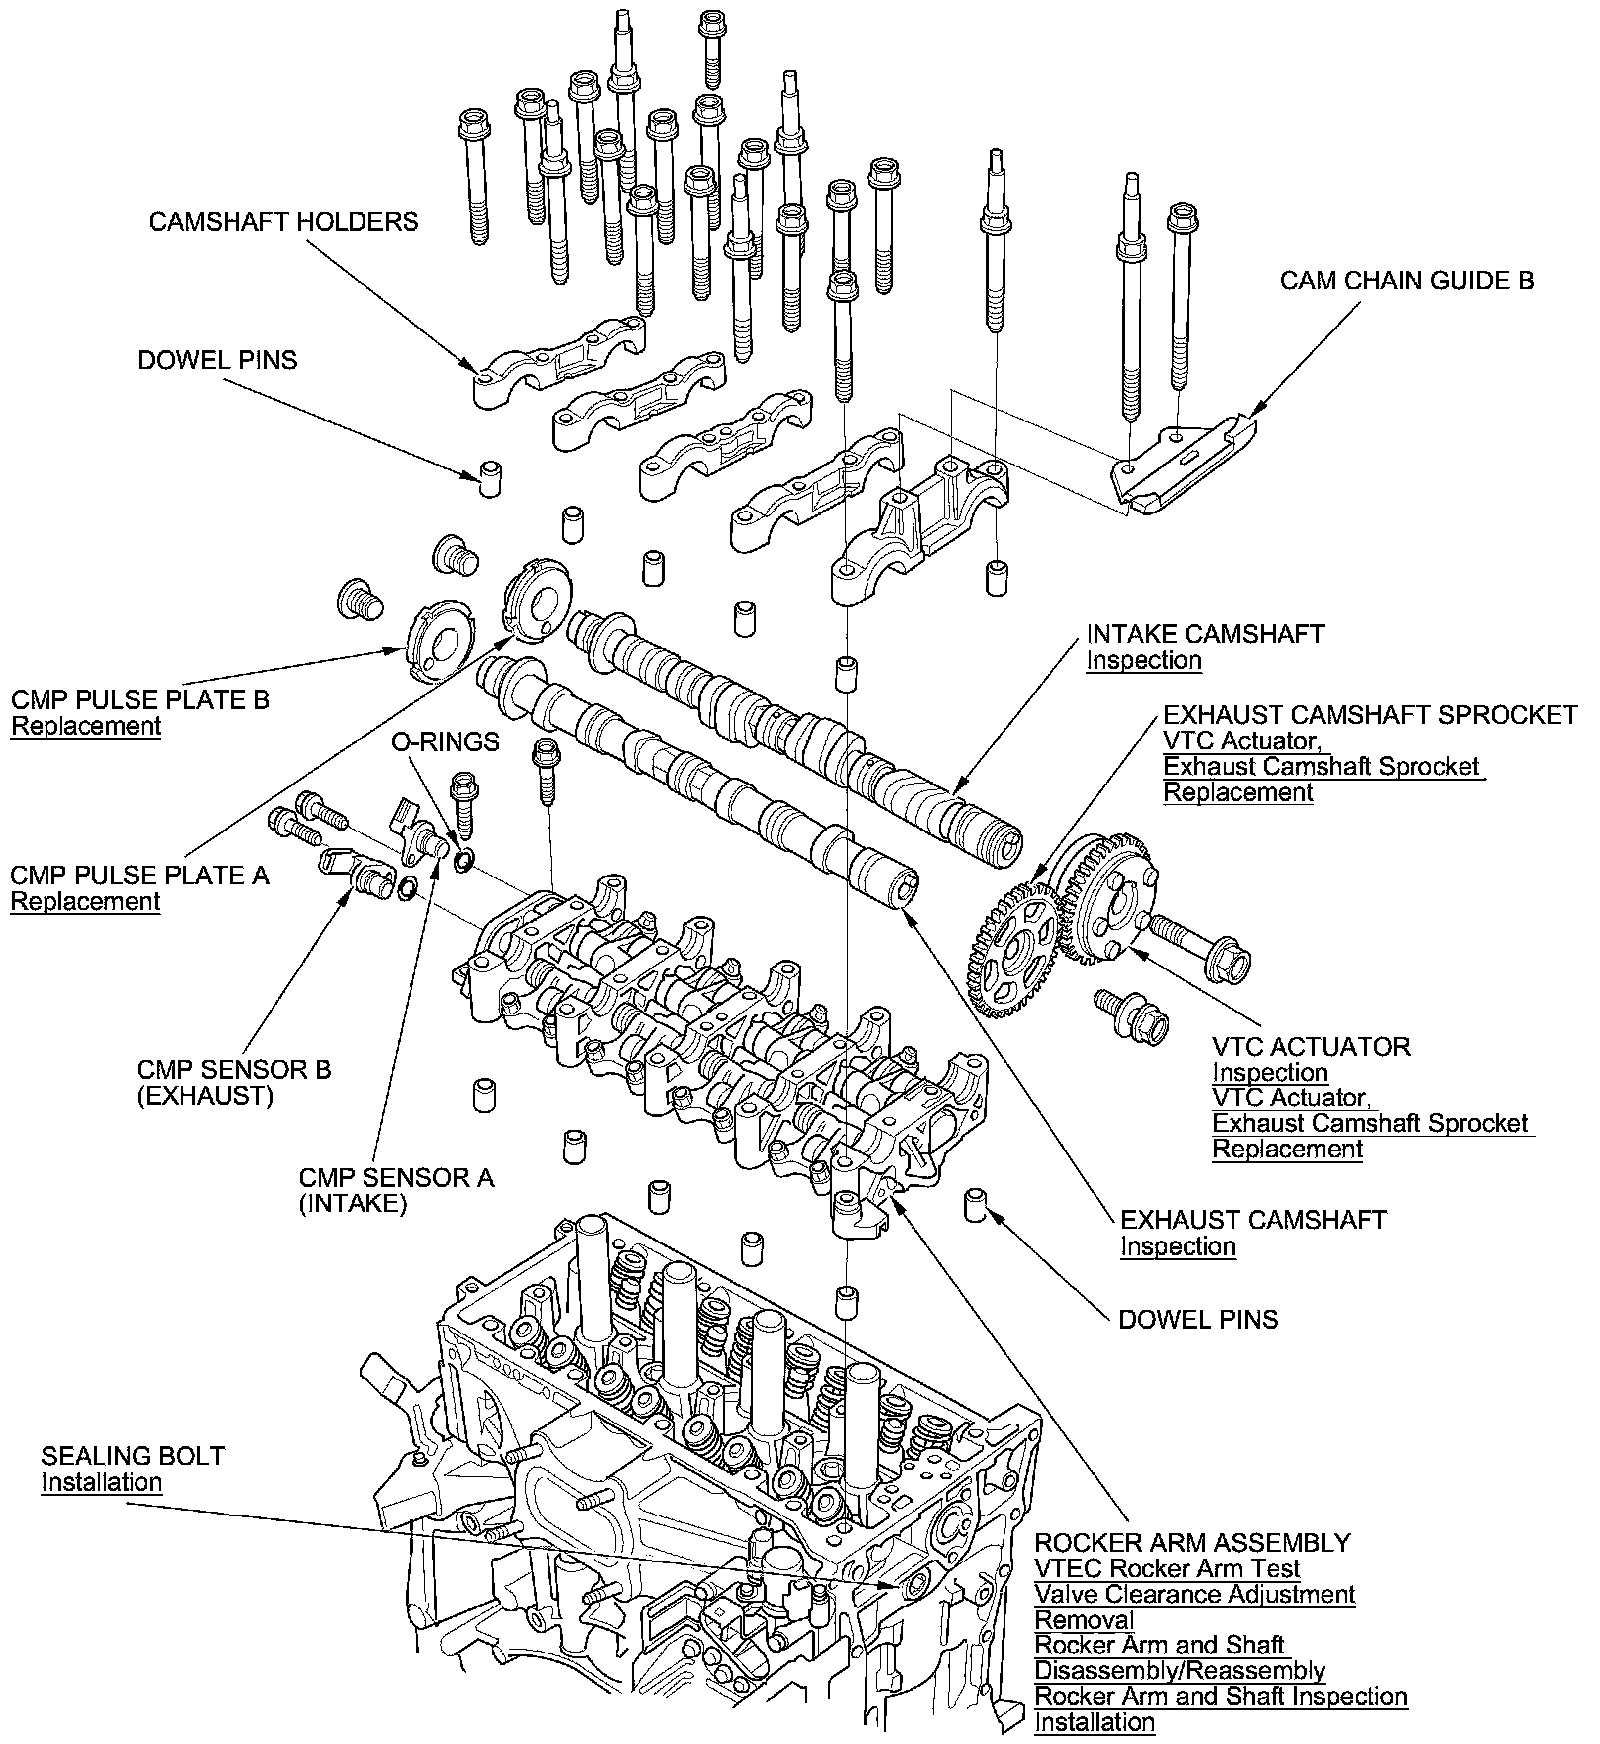 CAMSHAFT HOLDERS
CAM CHAIN GUIDE B
DOWEL PINS
INTAKE CAMSHAFT
Inspection
CMP PULSE PLATE B
Replacement
EXHAUST CAMSHAFT SPROCKET
VTC Actuator,
Exhaust Camshaft Sprocket
Replacement
O-RINGS
CMP PULSE PLATE A
Replacement
VTC ACTUATOR
Inspection
VTC Actuator,
Exhaust Camshaft Sprocket
Replacement
CMP SENSOR B
(EXHAUST)
CMP SENSOR A
(INTAKE)
EXHAUST CAMSHAFT
Inspection
DOWEL PINS
SEALING BOLT
Installation
ROCKER ARM ASSEMBLY
VTEC Rocker Arm Test
Valve Clearance Adjustment
Removal
Rocker Arm and Shaft
Disassembly/Reassembly
Rocker Arm and Shaft Inspection
Installation